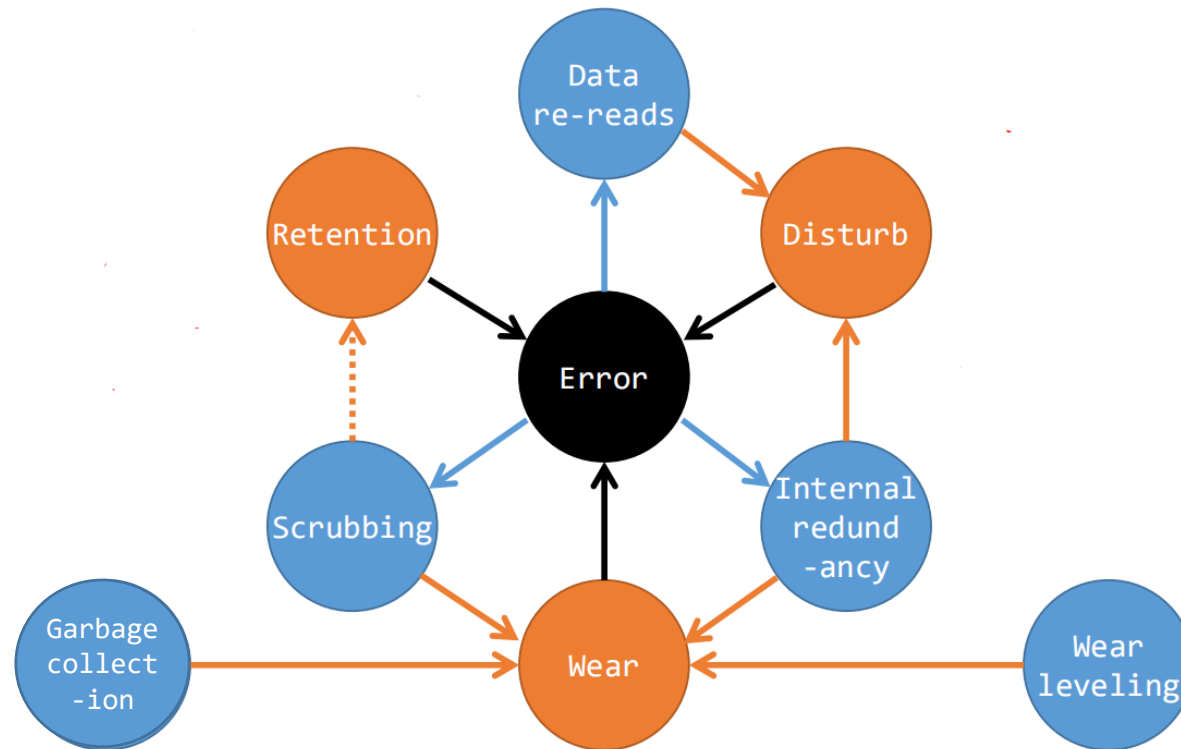 Data
re-reads
Retention
Disturb
Error
Scrubbing
Internal
redund
-ancy
Garbage
collect
-ion
Wear
Wear
leveling